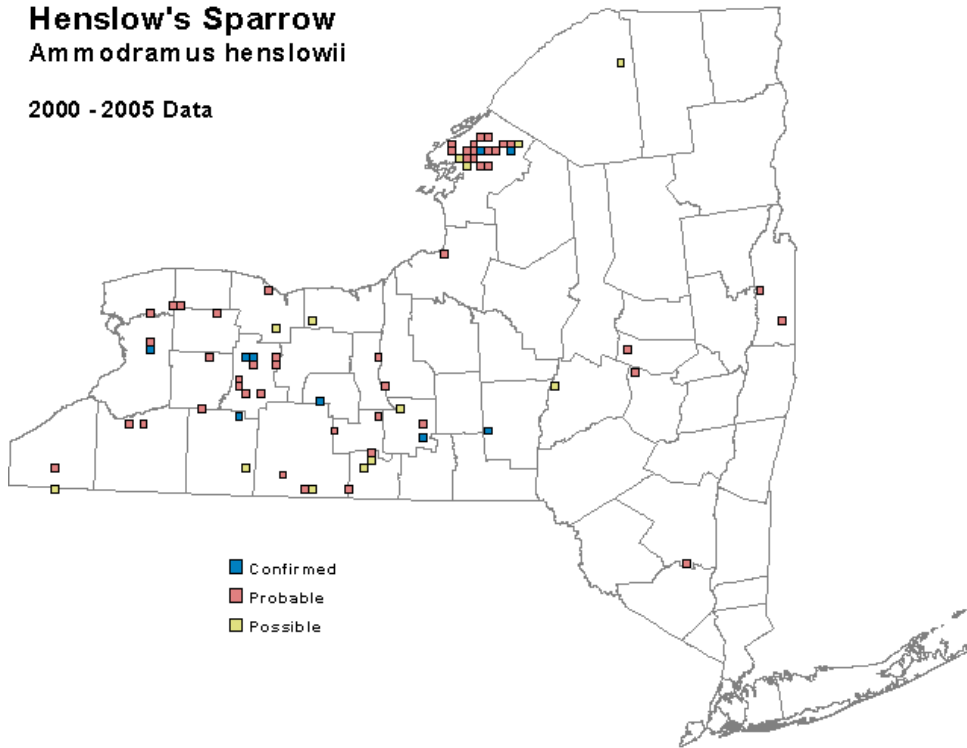 Henslow's Sparrow
Ammodramus henslowii
2000 - 2005 Data
Confirmed
Probable
Possible